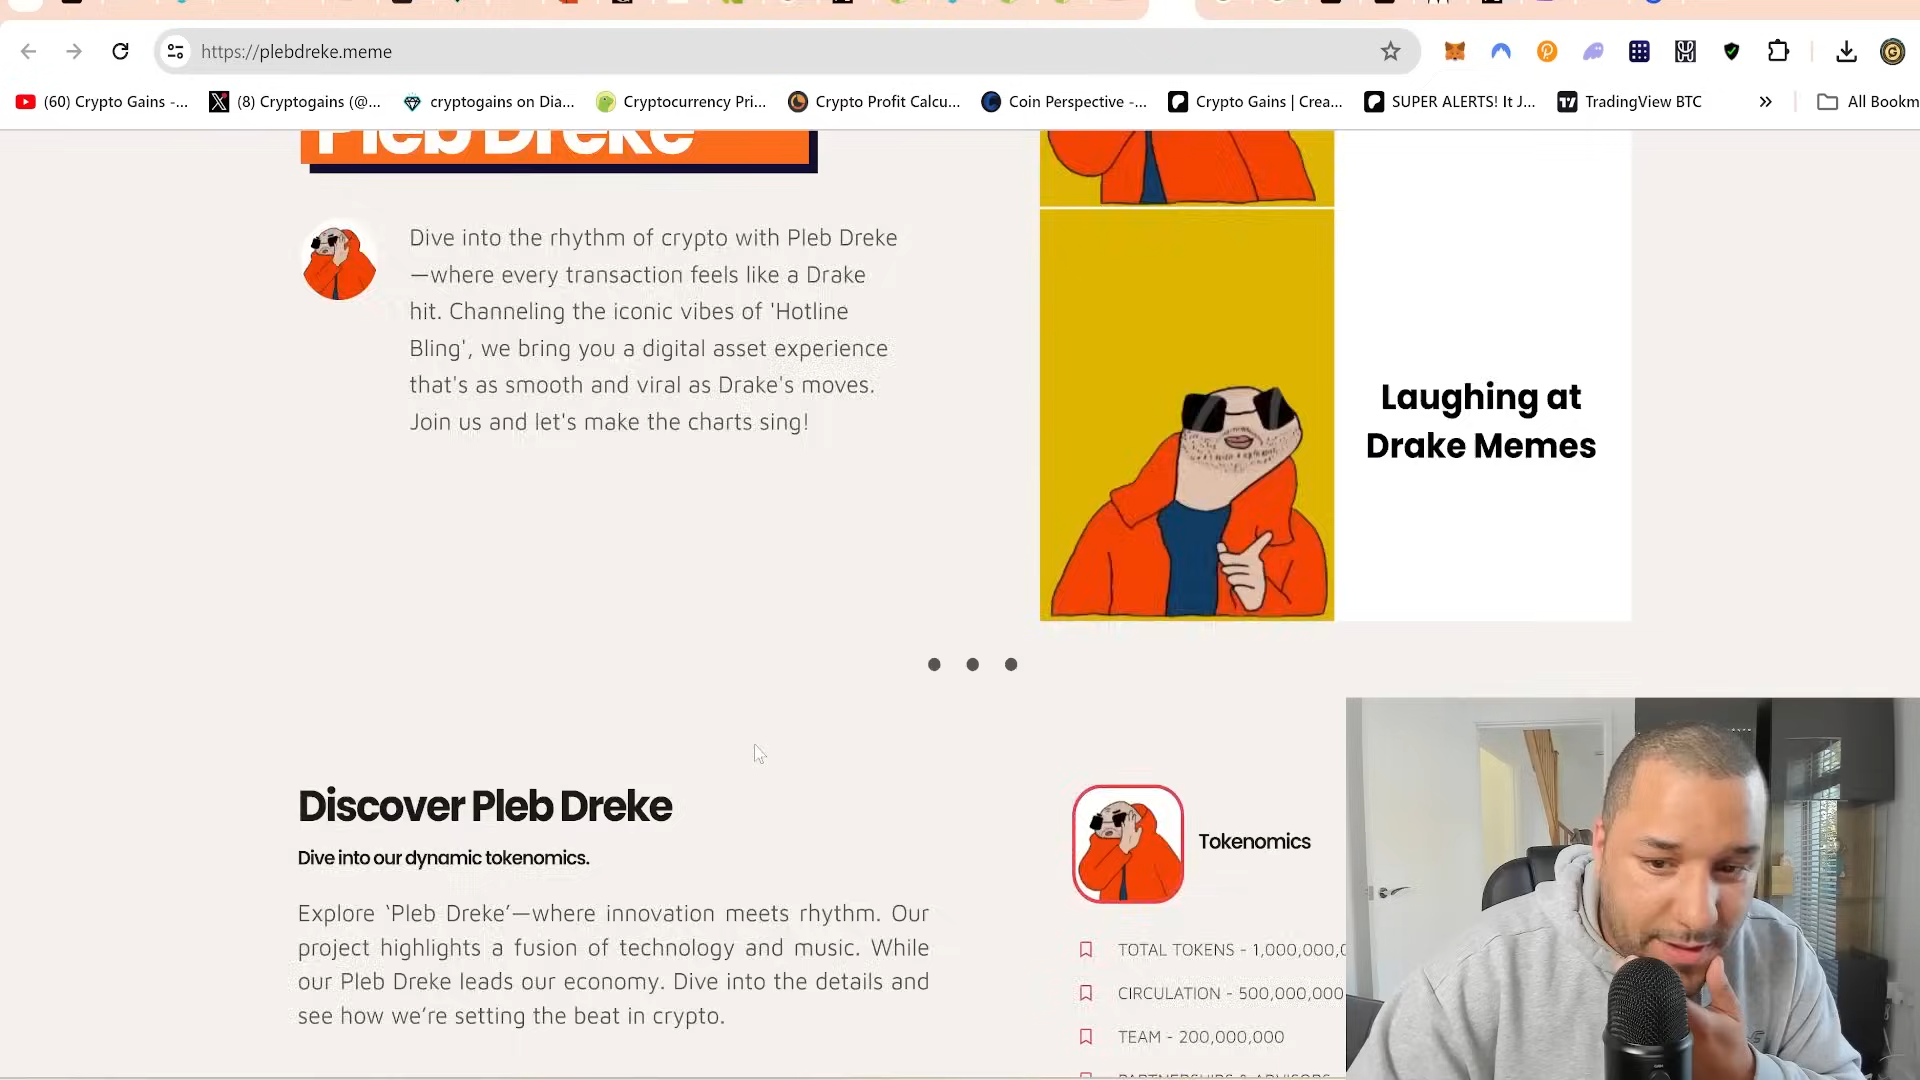 https://plebdreke.meme
(60) Crypto Gains -...
(8) Cryptogains (@...
cryptogains on Dia...
Cryptocurrency Pri...
Crypto Profit Calcu...
Coin Perspective -...
Crypto Gains | Crea...
SUPER ALERTS! It J...
TradingView BTC
»
All Bookm
Pleb Dreke
Dive into the rhythm of crypto with Pleb Dreke
—where every transaction feels like a Drake
hit. Channeling the iconic vibes of 'Hotline
Bling', we bring you a digital asset experience
that's as smooth and viral as Drake's moves.
Join us and let's make the charts sing!
Laughing at
Drake Memes
Discover Pleb Dreke
Dive into our dynamic tokenomics.
Explore ‘Pleb Dreke’—where innovation meets rhythm. Our
project highlights a fusion of technology and music. While
our Pleb Dreke leads our economy. Dive into the details and
see how we’re setting the beat in crypto.
Tokenomics
TOTAL TOKENS - 1,000,000,0
CIRCULATION - 500,000,000
TEAM - 200,000,000
PARTNERSHIPS & ADVISORS